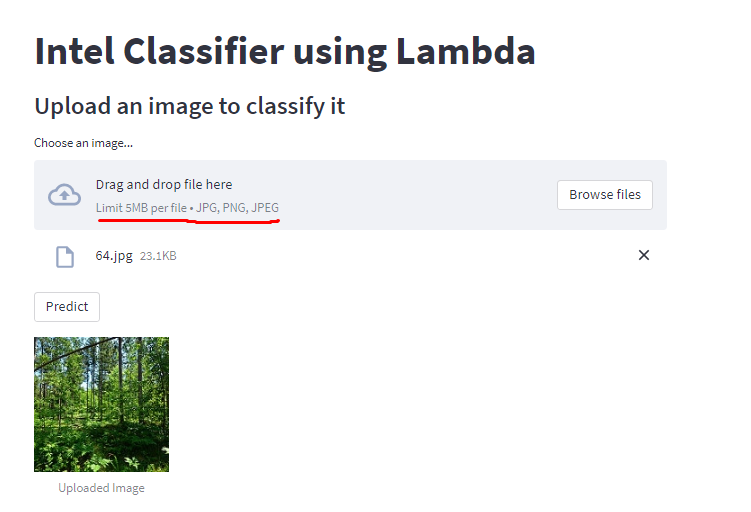 Intel Classifier using Lambda
Upload an image to classify it
Choose an image...
Drag and drop file here
Limit 5MB per file • JPG, PNG, JPEG
Browse files
64.jpg 23.1KB
Predict
Uploaded Image